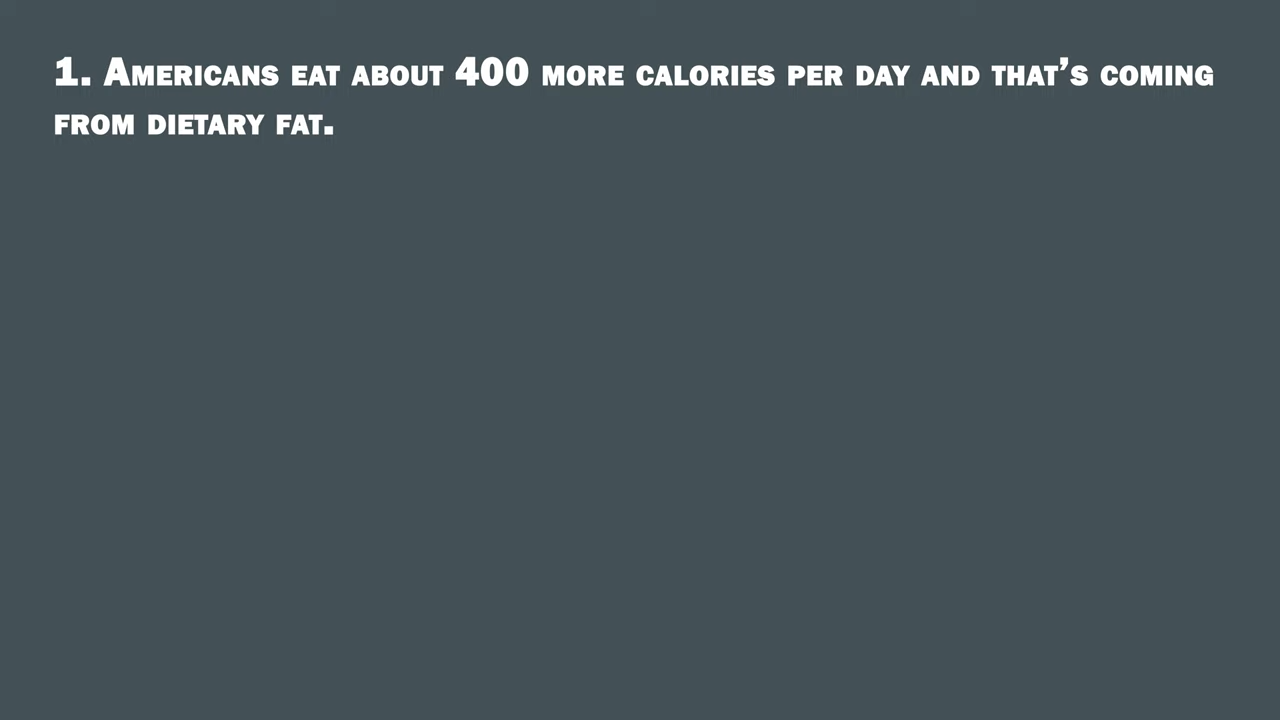 1. Americans eat about 400 more calories per day and that’s coming
from dietary fat.